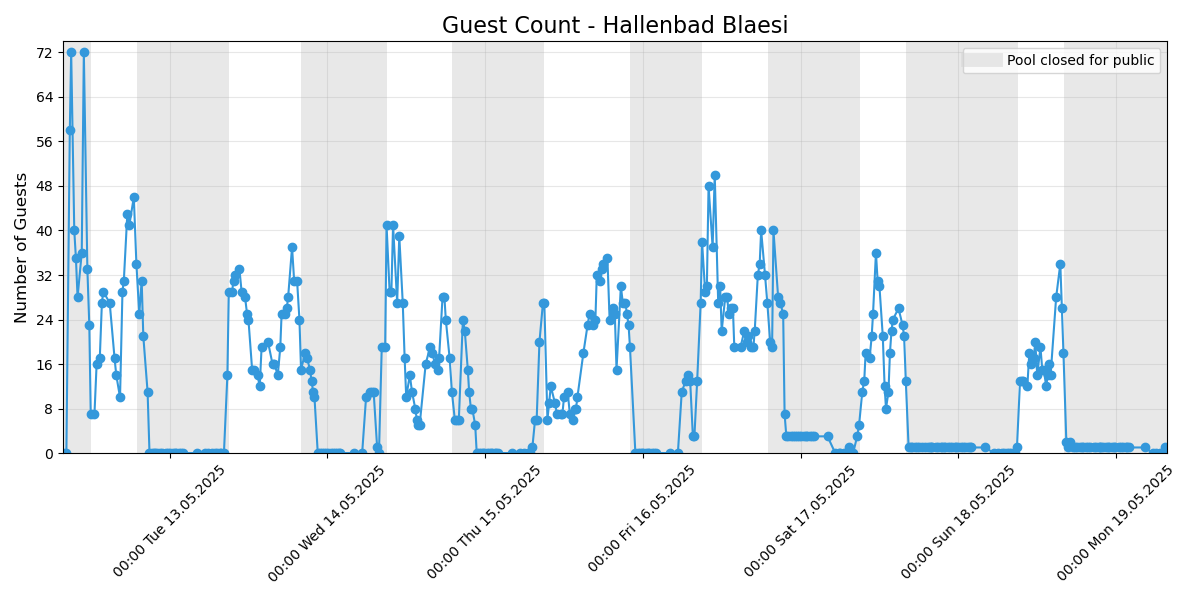 Guest Count - Hallenbad Blaesi
Pool closed for public
Number of Guests
72
64
56
48
40
32
24
16
8
0
00:00 Tue 13.05.2025
00:00 Wed 14.05.2025
00:00 Thu 15.05.2025
00:00 Fri 16.05.2025
00:00 Sat 17.05.2025
00:00 Sun 18.05.2025
00:00 Mon 19.05.2025